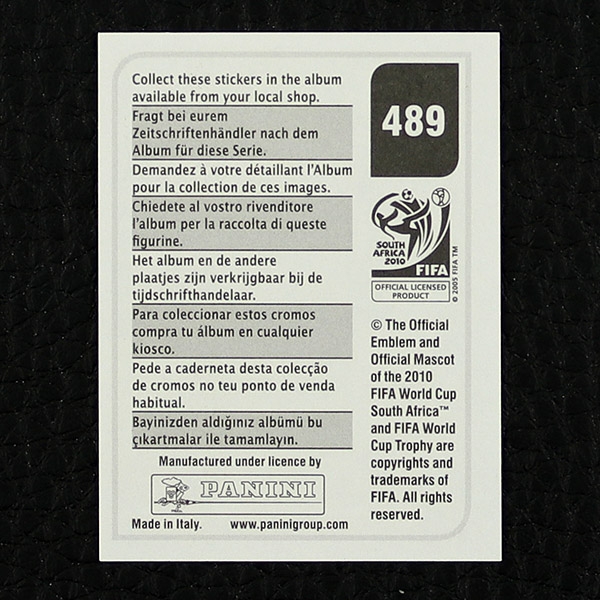 Collect these stickers in the album
available from your local shop.
Fragt bei eurem
Zeitschriftenhändler nach dem
Album für diese Serie.
Demandez à votre détaillant l'Album
pour la collection de ces images.
Chiedete al vostro rivenditore
l'album per la raccolta di queste
figurine.
Het album en de andere
plaatjes zijn verkrijgbaar bij de
tijdschrifthandelaar.
Para coleccionar estos cromos
compra tu álbum en cualquier
kiosco.
Pede a caderneta desta colecção
de cromos no teu ponto de venda
habitual.
Bayinizden aldığınız albümü bu
çıkartmalar ile tamamlayın.
Manufactured under licence by
PANINI
Made in Italy. www.paninigroup.com
489
SOUTH
AFRICA
2010
FIFA
OFFICIAL LICENSED
PRODUCT
© 2005 FIFA TM
© The Official
Emblem and
Official Mascot
of the 2010
FIFA World Cup
South Africa™
and FIFA World
Cup Trophy are
copyrights and
trademarks of
FIFA. All rights
reserved.